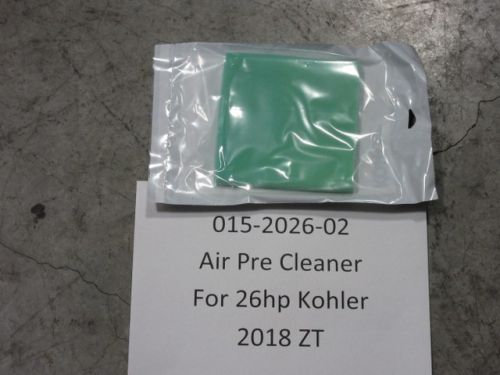 015-2026-02
Air Pre Cleaner
For 26hp Kohler
2018 ZT